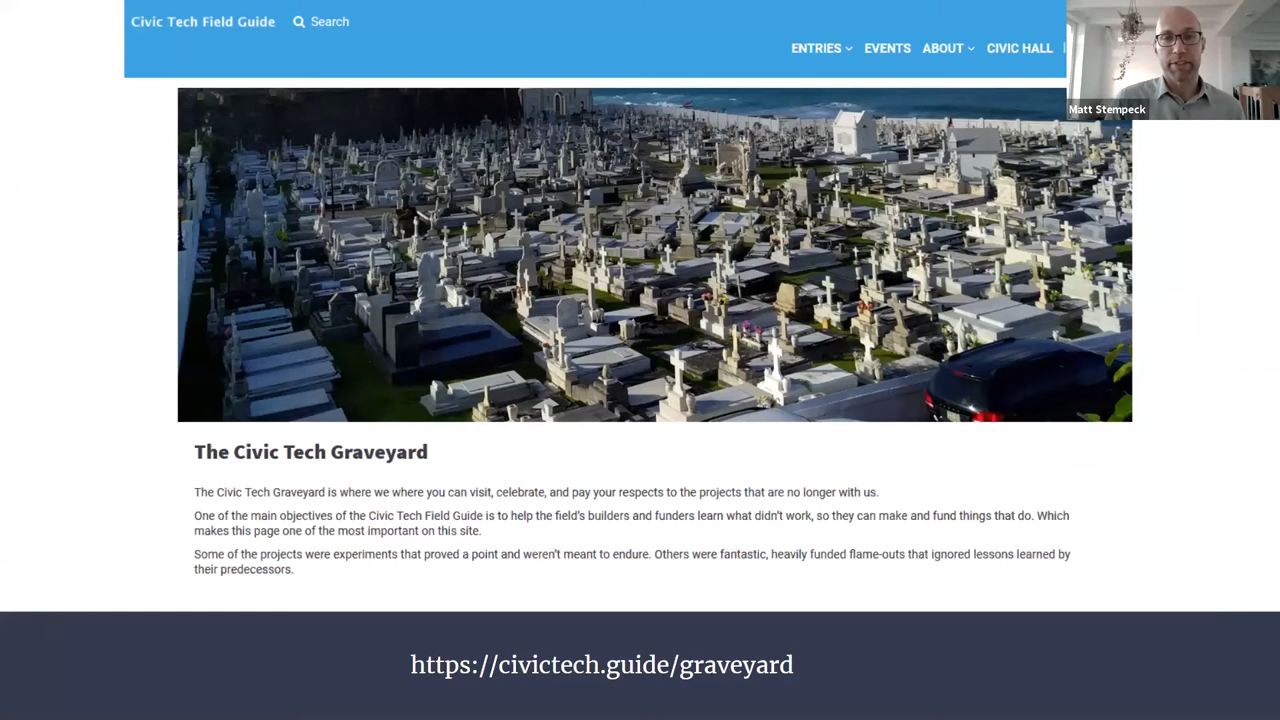 Civic Tech Field Guide
Search
ENTRIES
EVENTS
ABOUT
CIVIC HALL
Matt Stempeck
The Civic Tech Graveyard
The Civic Tech Graveyard is where we where you can visit, celebrate, and pay your respects to the projects that are no longer with us.
One of the main objectives of the Civic Tech Field Guide is to help the field's builders and funders learn what didn't work, so they can make and fund things that do. Which
makes this page one of the most important on this site.
Some of the projects were experiments that proved a point and weren't meant to endure. Others were fantastic, heavily funded flame-outs that ignored lessons learned by
their predecessors.
https://civictech.guide/graveyard